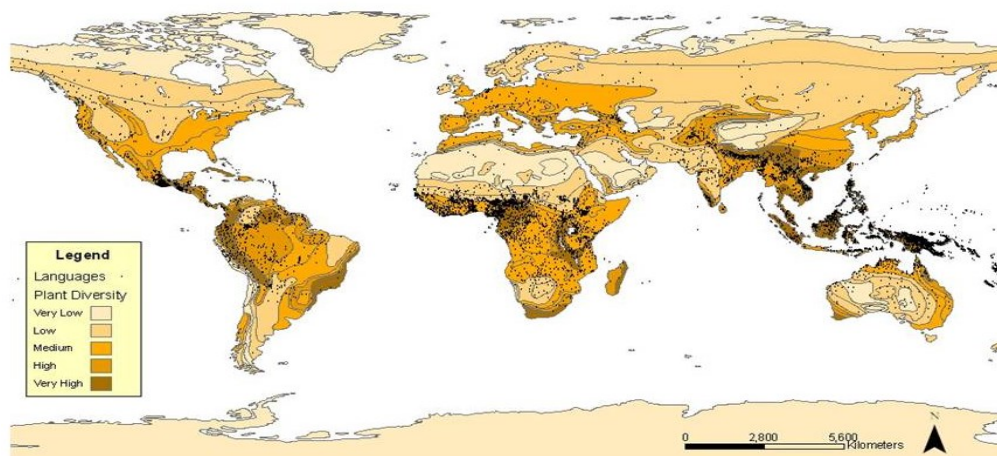 Legend
Languages
Plant Diversity
Very Low
Low
Medium
High
Very High
N
0 2,800 5,600
Kilometers